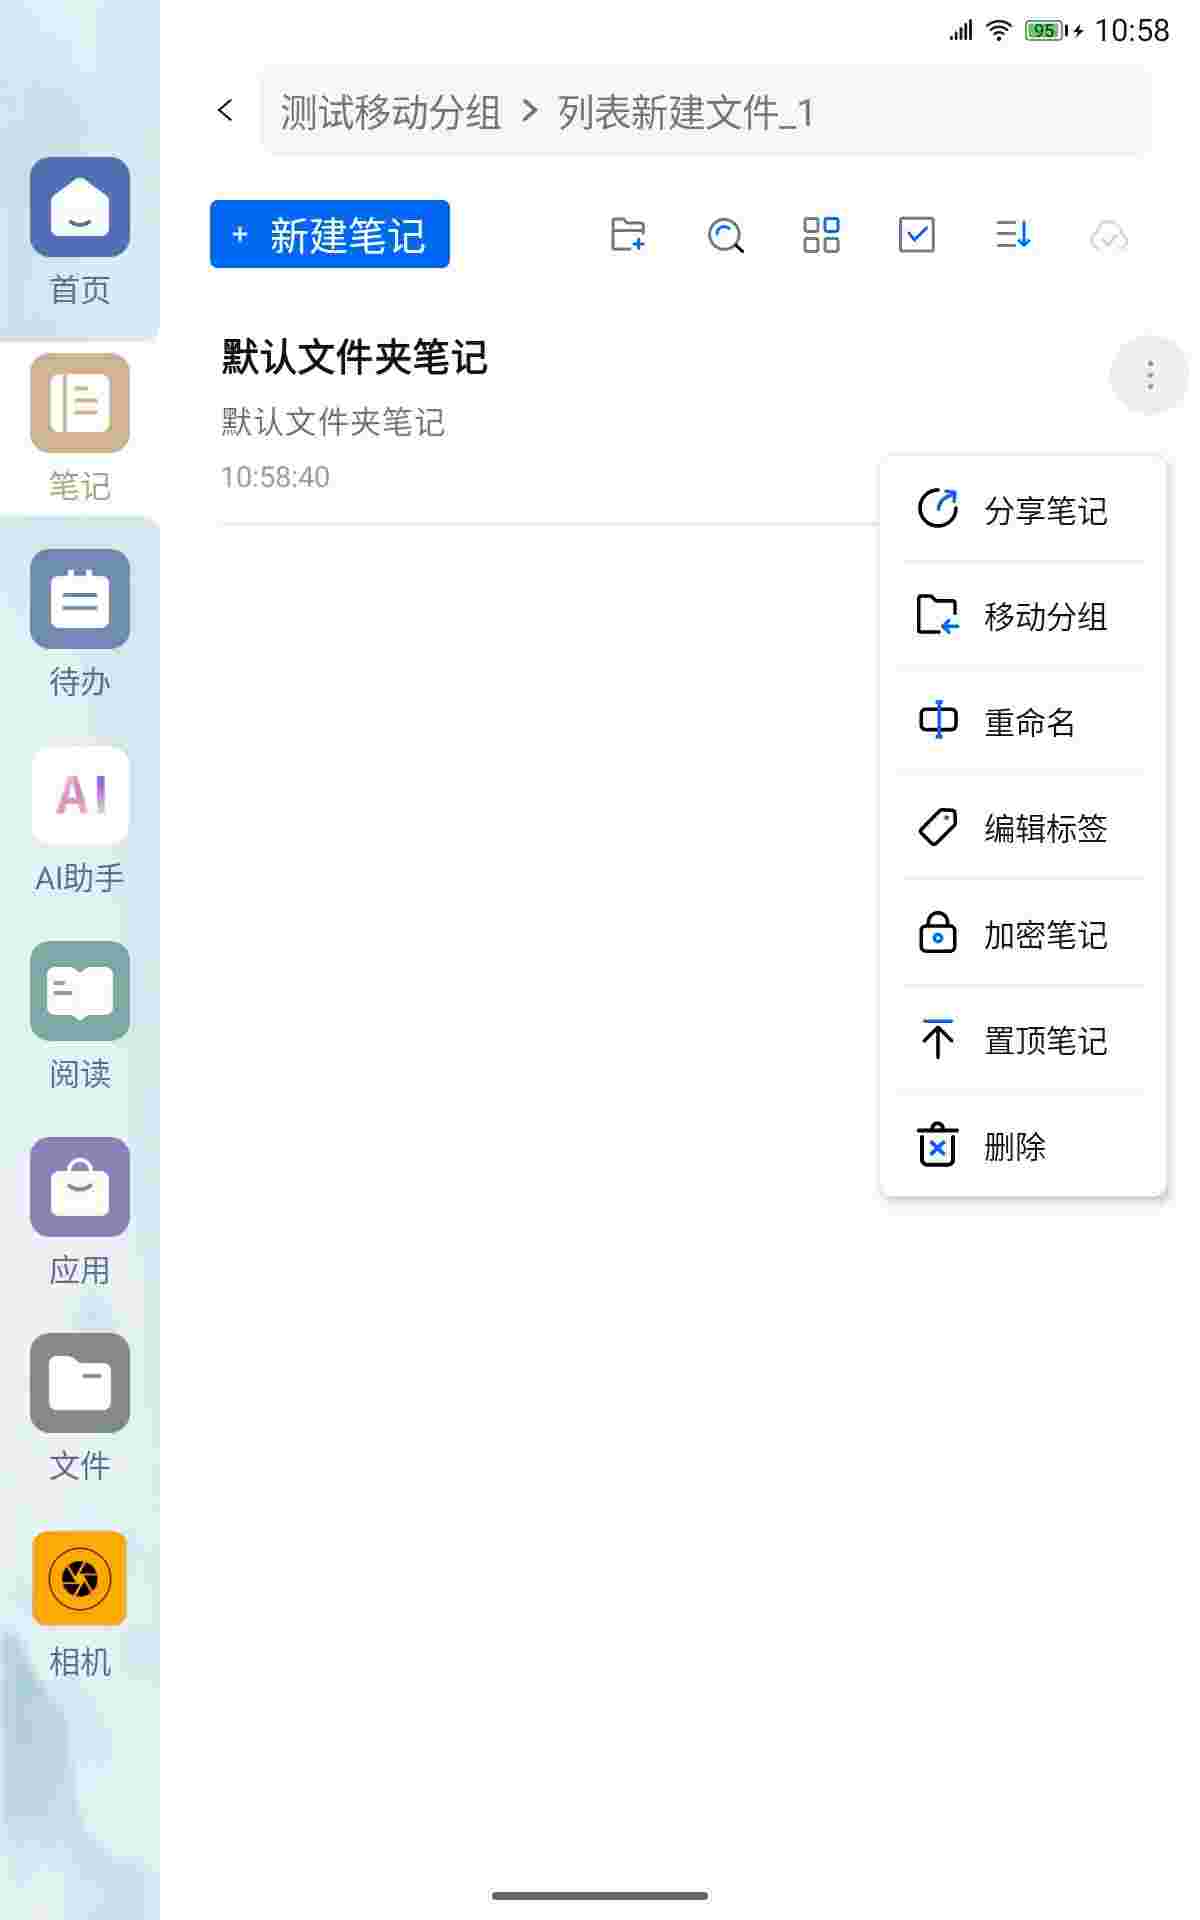 95 10:58
测试移动分组 > 列表新建文件_1
+ 新建笔记
默认文件夹笔记
默认文件夹笔记
10:58:40
分享笔记
移动分组
重命名
编辑标签
加密笔记
置顶笔记
删除
首页
笔记
待办
AI
AI助手
阅读
应用
文件
相机